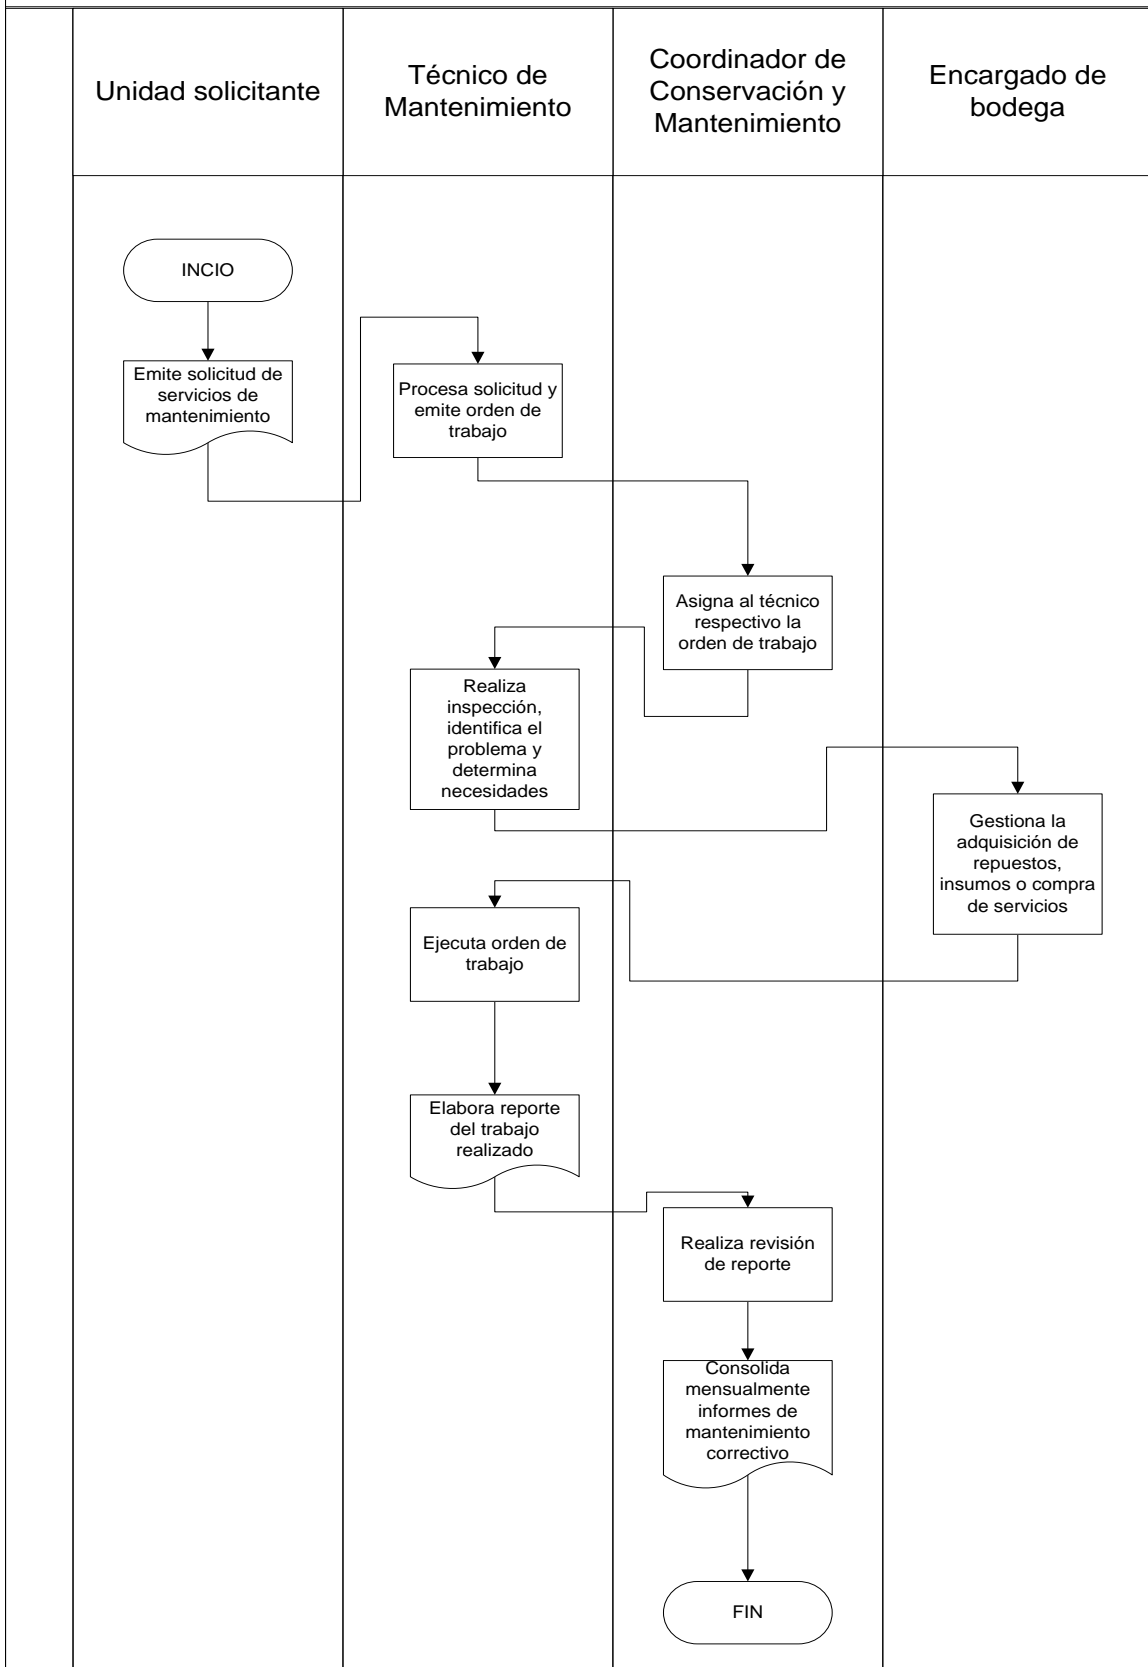 Unidad solicitante
Técnico de
Mantenimiento
Coordinador de
Conservación y
Mantenimiento
Encargado de
bodega
INCIO
Emite solicitud de
servicios de
mantenimiento
Procesa solicitud y
emite orden de
trabajo
Asigna al técnico
respectivo la
orden de trabajo
Realiza
inspección,
identifica el
problema y
determina
necesidades
Gestiona la
adquisición de
repuestos,
insumos o compra
de servicios
Ejecuta orden de
trabajo
Elabora reporte
del trabajo
realizado
Realiza revisión
de reporte
Consolida
mensualmente
informes de
mantenimiento
correctivo
FIN